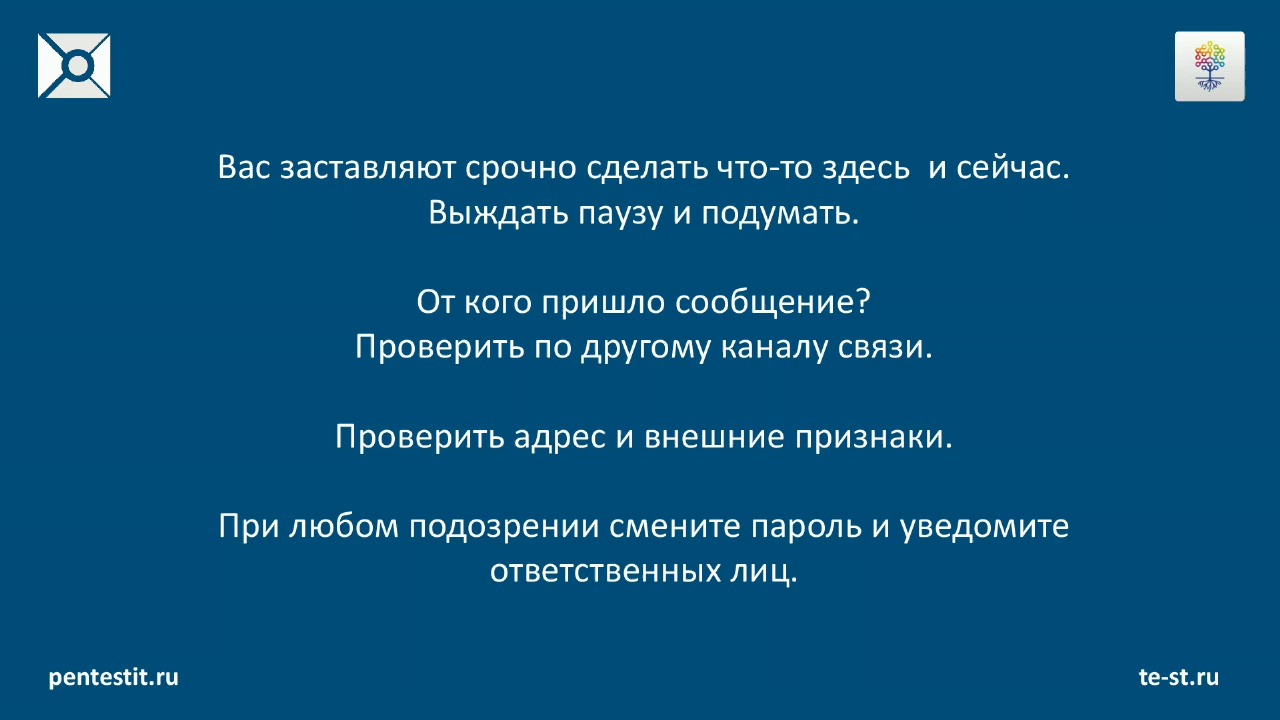 Вас заставляют срочно сделать что-то здесь  и сейчас.
Выждать паузу и подумать.
От кого пришло сообщение?
Проверить по другому каналу связи.
Проверить адрес и внешние признаки.
При любом подозрении смените пароль и уведомите
ответственных лиц.
pentestit.ru
te-st.ru